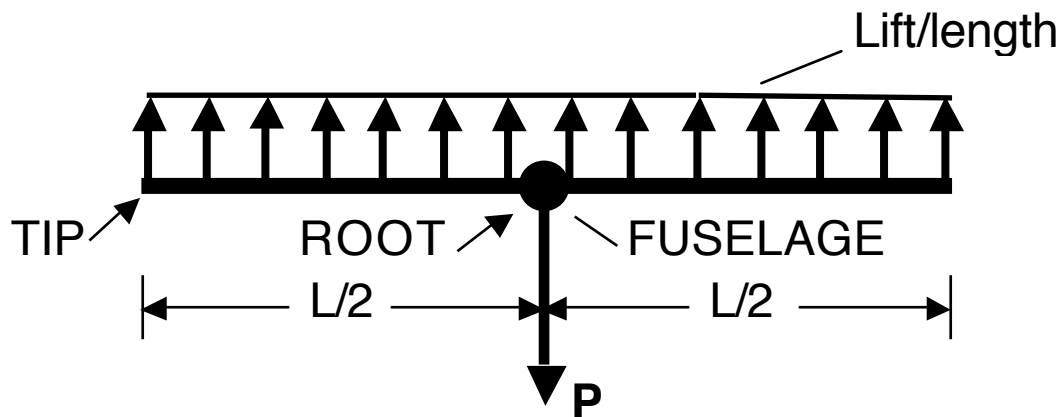 Lift/length
TIP
ROOT
FUSELAGE
L/2
L/2
P